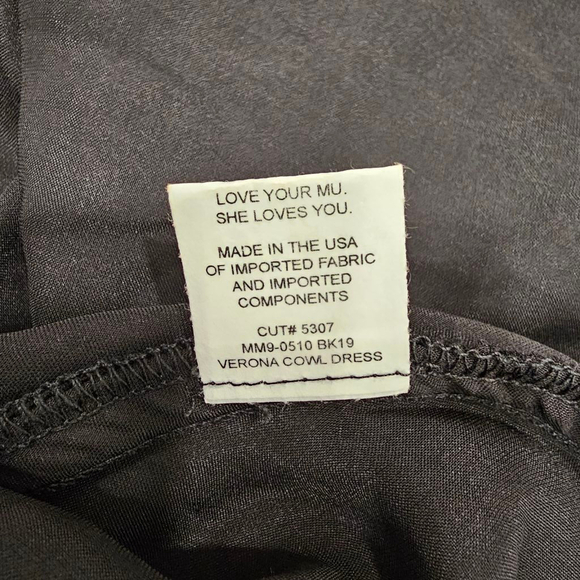 LOVE YOUR MU.
SHE LOVES YOU.
MADE IN THE USA
OF IMPORTED FABRIC
AND IMPORTED
COMPONENTS
CUT# 5307
MM9-0510 BK19
VERONA COWL DRESS